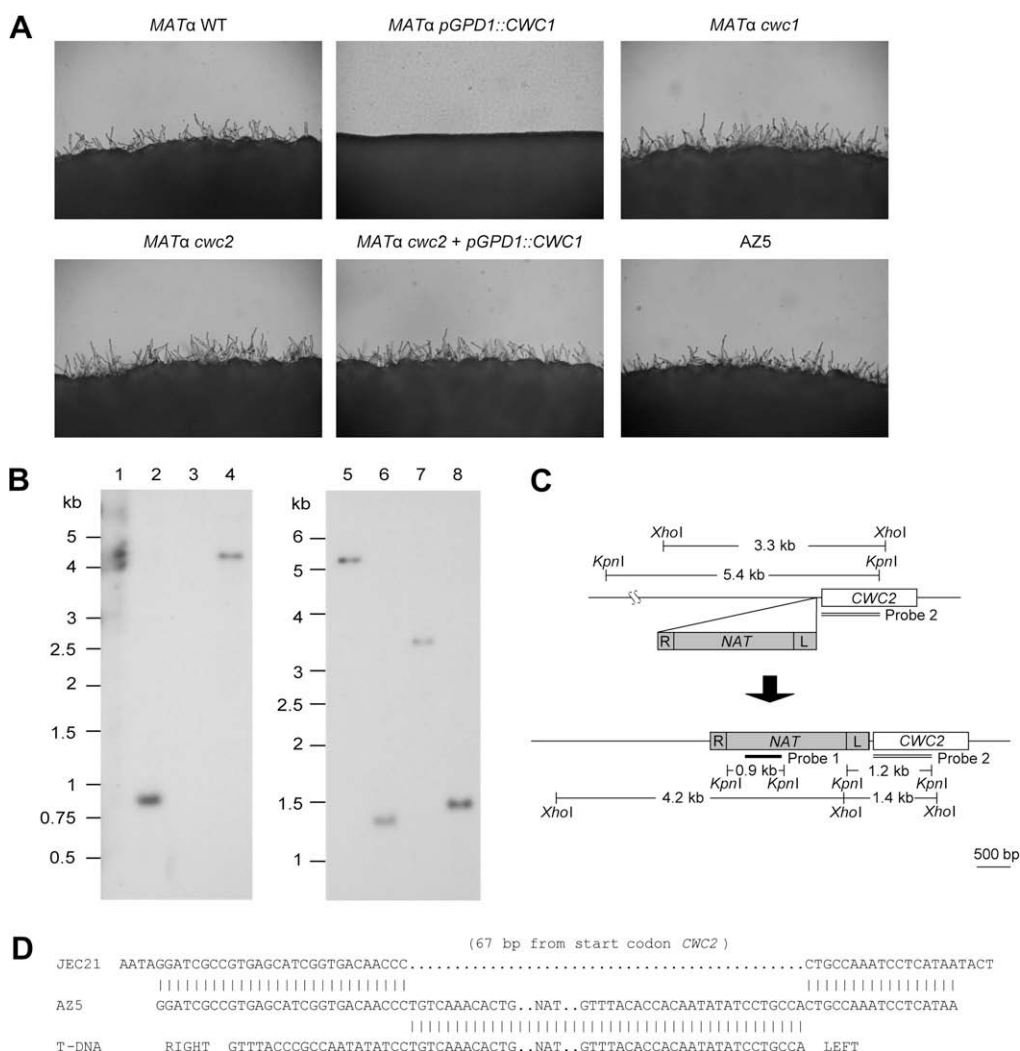 A
MATα WT
MATα pGPD1::CWC1
MATα cwc1
MATα cwc2
MATα cwc2 + pGPD1::CWC1
AZ5
B
1 2 3 4
kb
5
4
3
2.5
2
1.5
1
0.75
0.5
5 6 7 8
kb
6
5
4
3
2.5
2
1.5
1
C
XhoI XhoI
3.3 kb
KpnI KpnI
5.4 kb
CWC2
Probe 2
R NAT L
R NAT L CWC2
Probe 1 Probe 2
0.9 kb 1.2 kb
KpnI KpnI KpnI KpnI
4.2 kb 1.4 kb
XhoI XhoI XhoI
500 bp
D
(67 bp from start codon CWC2)
JEC21 AATAGGATCGCCGTGAGCATCGGTGACAACCC............................................CTGCCAAATCCTCATAATACT
AZ5 GGATCGCCGTGAGCATCGGTGACAACCCTGTCAAACACTG..NAT..GTTTACACCACAATATATCCTGCCACTGCCAAATCCTCATAA
T-DNA RIGHT GTTTACCCGCCAATATATCCTGTCAAACACTG..NAT..GTTTACACCACAATATATCCTGCCA LEFT